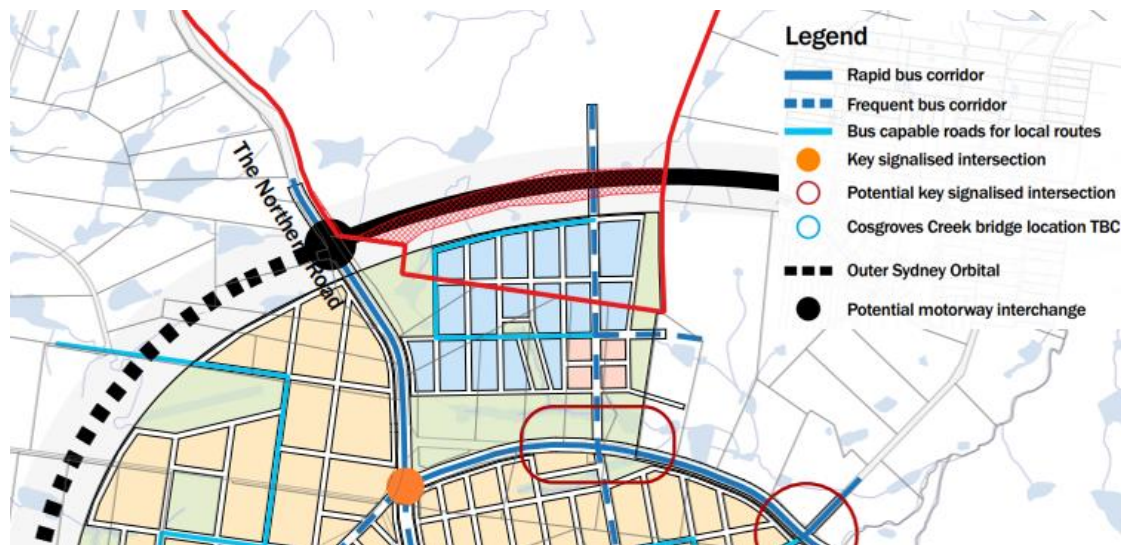 Legend
Rapid bus corridor
Frequent bus corridor
Bus capable roads for local routes
Key signalised intersection
Potential key signalised intersection
Cosgroves Creek bridge location TBC
Outer Sydney Orbital
Potential motorway interchange
The Northern Road